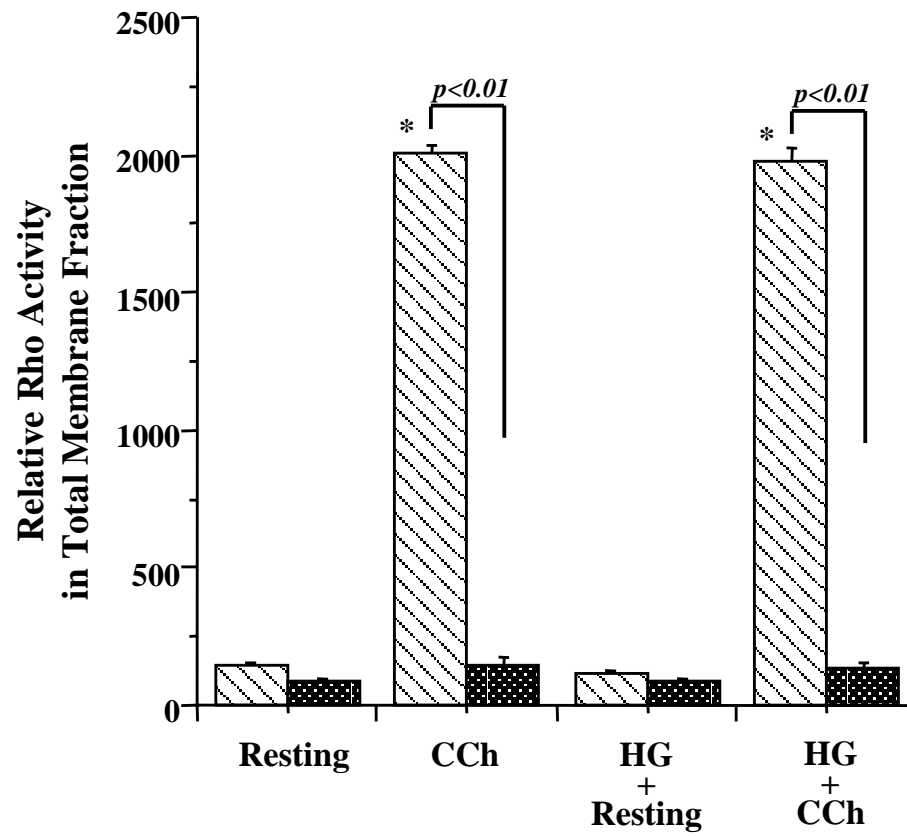 2500
2000
1500
1000
500
0
Relative Rho Activity
in Total Membrane Fraction
*
p<0.01
*
p<0.01
Resting
CCh
HG
+
Resting
HG
+
CCh